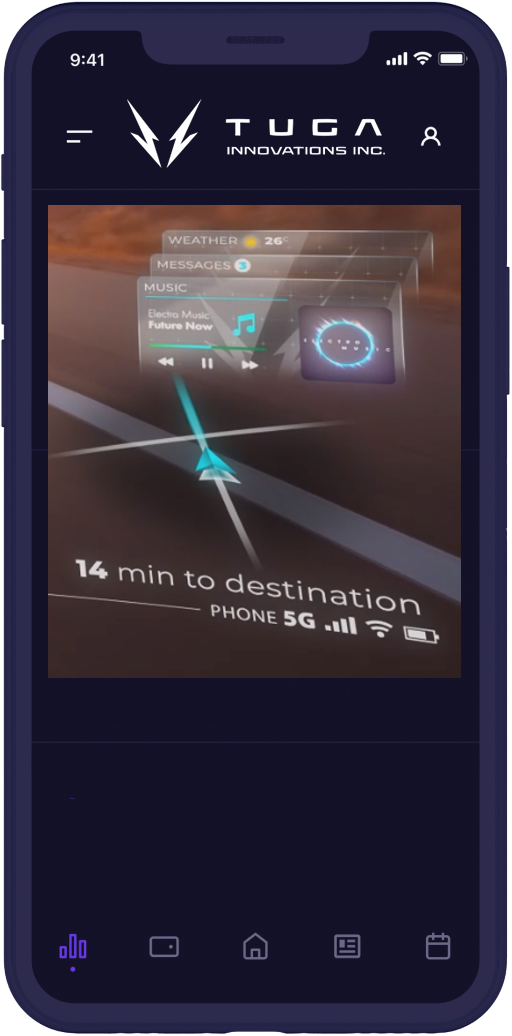 9:41
TUGA
INNOVATIONS INC.
WEATHER 26°
MESSAGES 3
MUSIC
Electro Music
Future Now
ELECTRO
MUSIC
14 min to destination
PHONE 5G